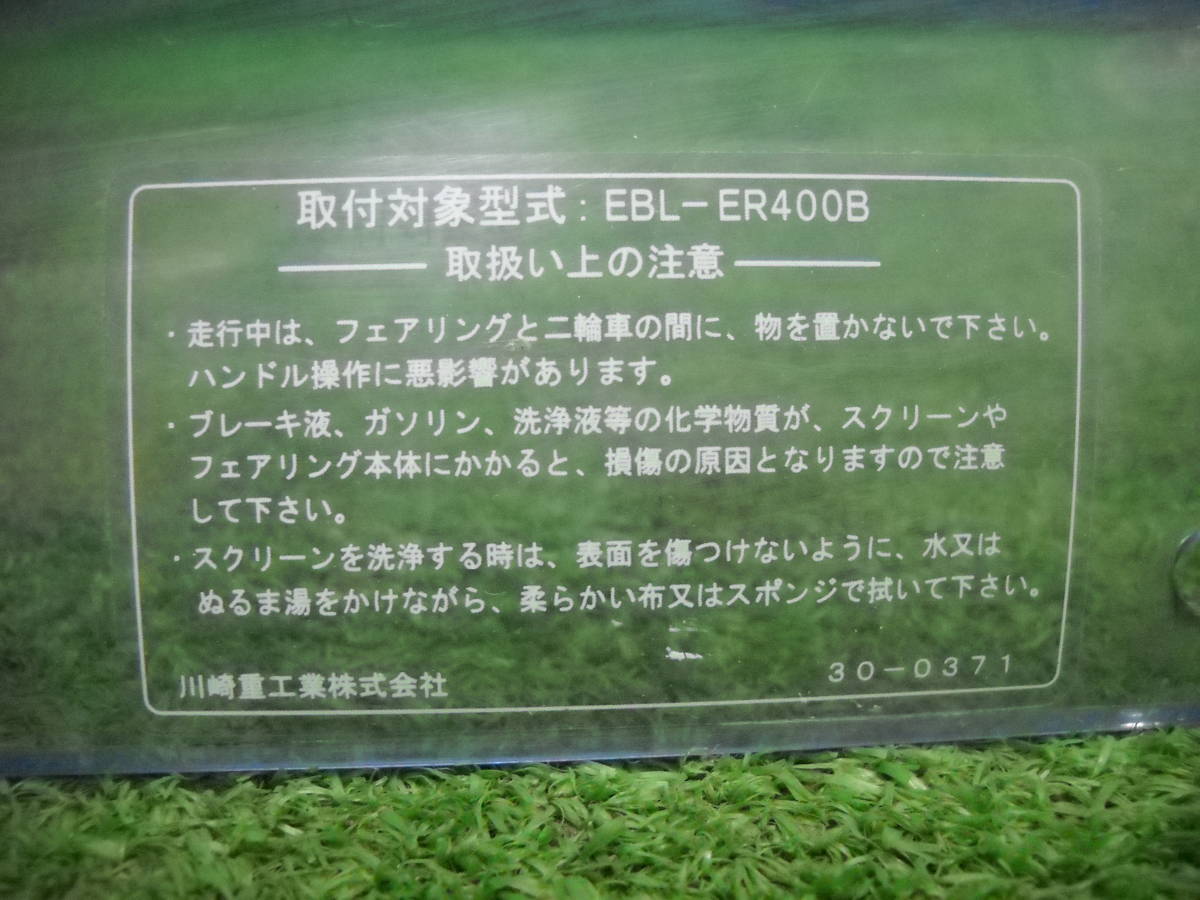 取付対象型式：EBL－ER400B
取扱い上の注意
・走行中は、フェアリングと二輪車の間に、物を置かないで下さい。
ハンドル操作に悪影響があります。
・ブレーキ液、ガソリン、洗浄液等の化学物質が、スクリーンや
フェアリング本体にかかると、損傷の原因となりますので注意
して下さい。
・スクリーンを洗浄する時は、表面を傷つけないように、水又は
ぬるま湯をかけながら、柔らかい布又はスポンジで拭いて下さい。
川崎重工業株式会社
30－0371